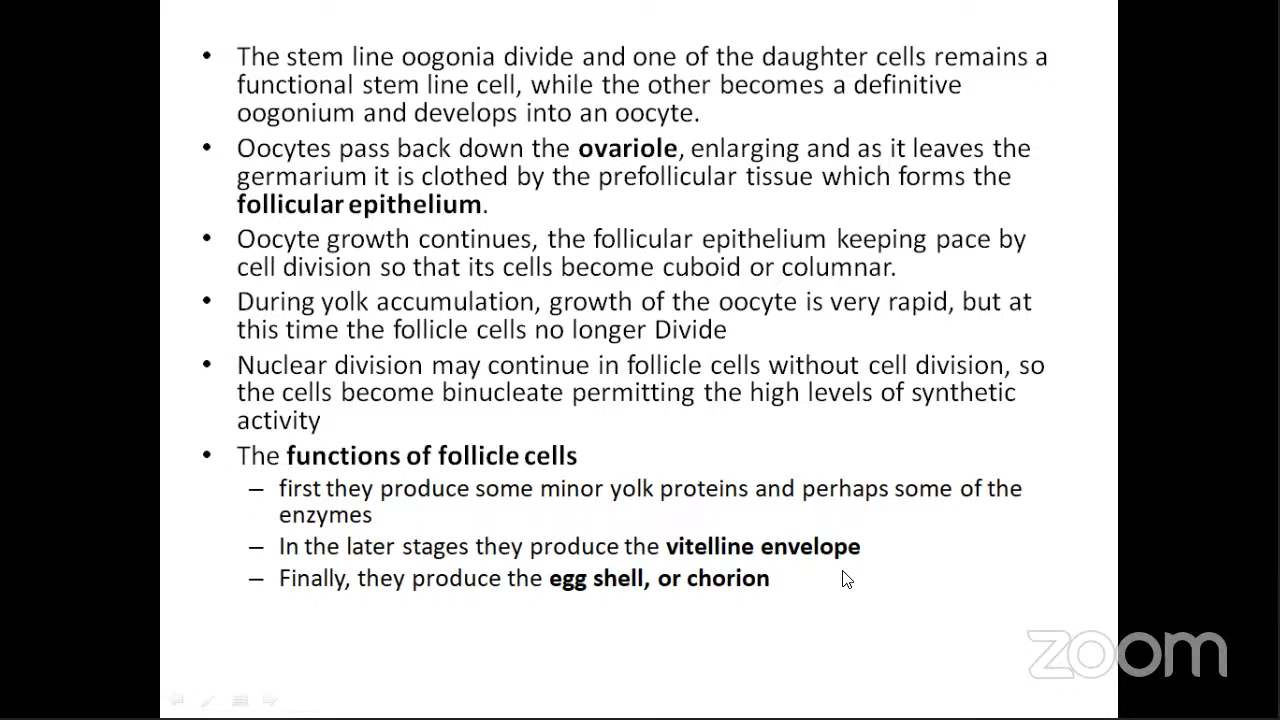 • The stem line oogonia divide and one of the daughter cells remains a
functional stem line cell, while the other becomes a definitive
oogonium and develops into an oocyte.
• Oocytes pass back down the ovariole, enlarging and as it leaves the
germarium it is clothed by the prefollicular tissue which forms the
follicular epithelium.
• Oocyte growth continues, the follicular epithelium keeping pace by
cell division so that its cells become cuboid or columnar.
• During yolk accumulation, growth of the oocyte is very rapid, but at
this time the follicle cells no longer Divide
• Nuclear division may continue in follicle cells without cell division, so
the cells become binucleate permitting the high levels of synthetic
activity
• The functions of follicle cells
– first they produce some minor yolk proteins and perhaps some of the
enzymes
– In the later stages they produce the vitelline envelope
– Finally, they produce the egg shell, or chorion
zoom